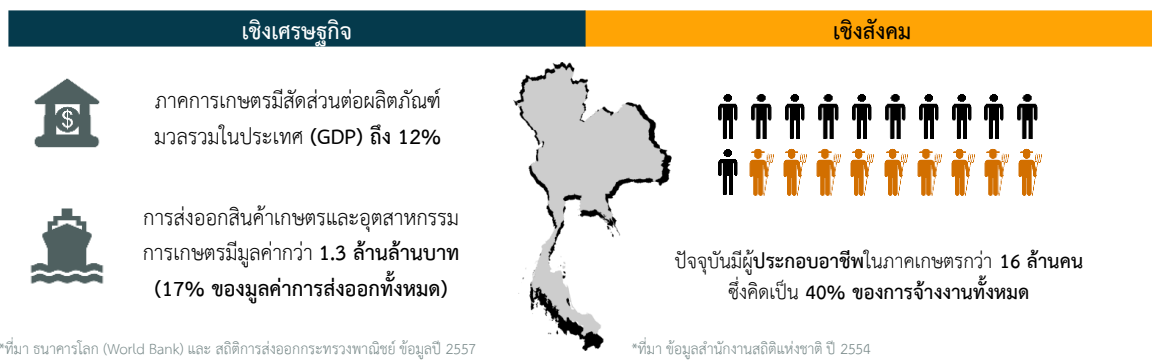 เชิงเศรษฐกิจ
ภาคการเกษตรมีสัดส่วนต่อผลิตภัณฑ์
มวลรวมในประเทศ (GDP) ถึง 12%
การส่งออกสินค้าเกษตรและอุตสาหกรรม
การเกษตรมีมูลค่ากว่า 1.3 ล้านล้านบาท
(17% ของมูลค่าการส่งออกทั้งหมด)
*ที่มา ธนาคารโลก (World Bank) และ สถิติการส่งออกกระทรวงพาณิชย์ ข้อมูลปี 2557
เชิงสังคม
ปัจจุบันมีผู้ประกอบอาชีพในภาคเกษตรกว่า 16 ล้านคน
ซึ่งคิดเป็น 40% ของการจ้างงานทั้งหมด
*ที่มา ข้อมูลสำนักงานสถิติแห่งชาติ ปี 2554